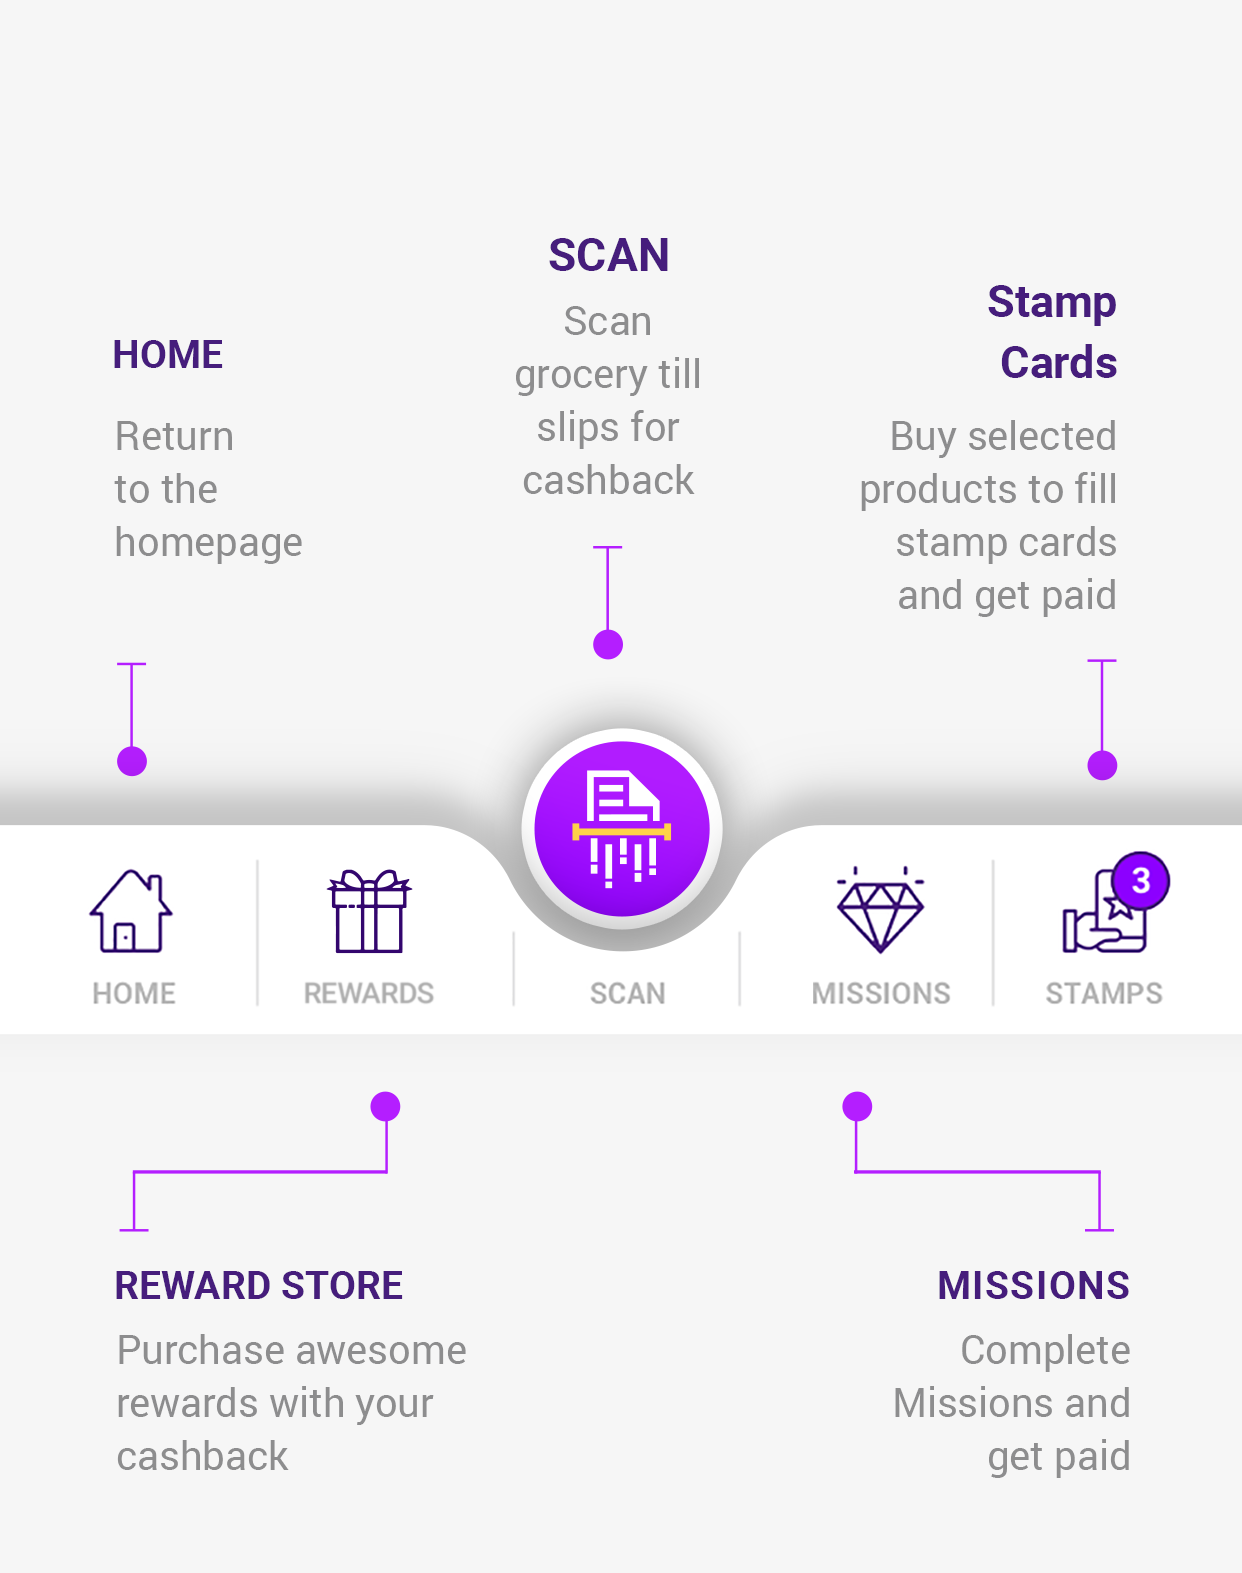 SCAN
Scan
grocery till
slips for
cashback
Stamp
Cards
Buy selected
products to fill
stamp cards
and get paid
HOME
Return
to the
homepage
3
HOME
REWARDS
SCAN
MISSIONS
STAMPS
REWARD STORE
Purchase awesome
rewards with your
cashback
MISSIONS
Complete
Missions and
get paid